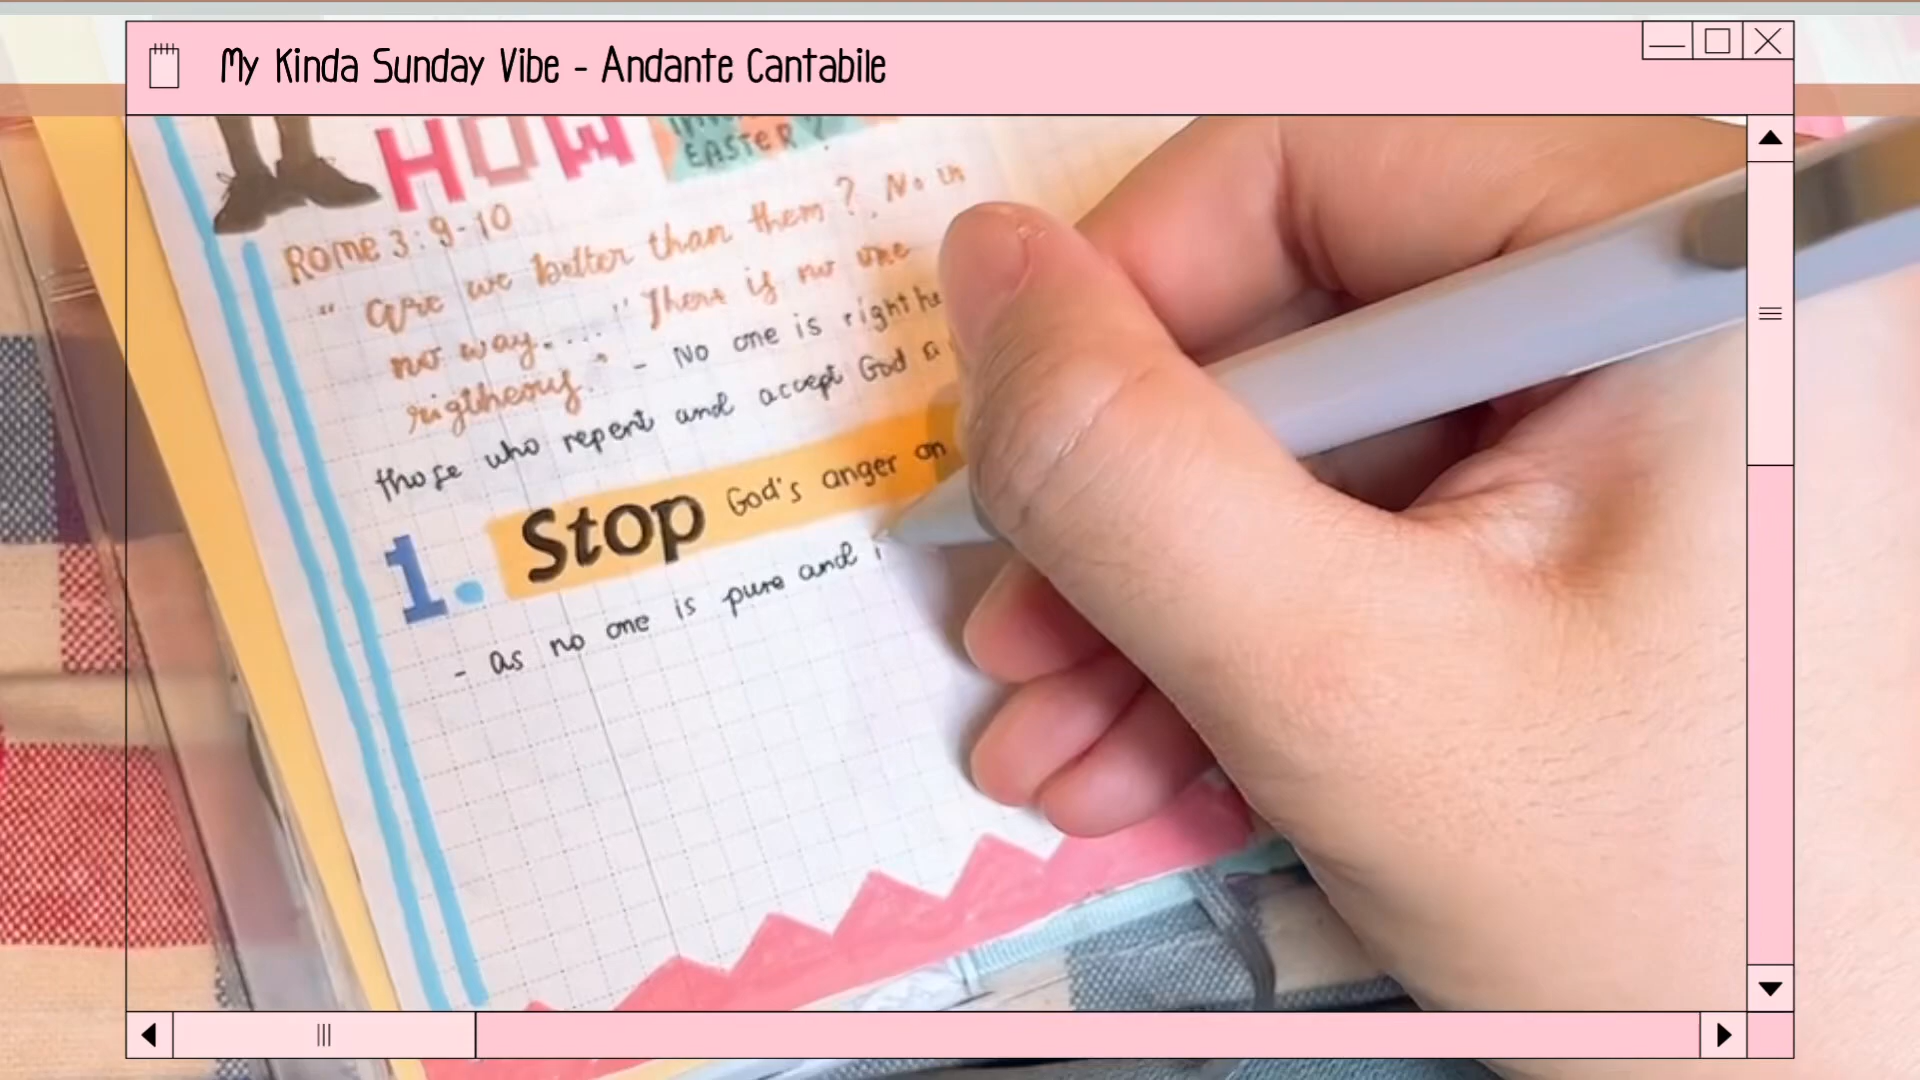 My Kinda Sunday Vibe - Andante Cantabile
HOW
EASTER?
Rome 3:9-10
" Are we better than them? No in
no way...." There is no one
rigtheous." - No one is righthe
those who repent and accept God a
1. Stop God's anger on
- as no one is pure and i